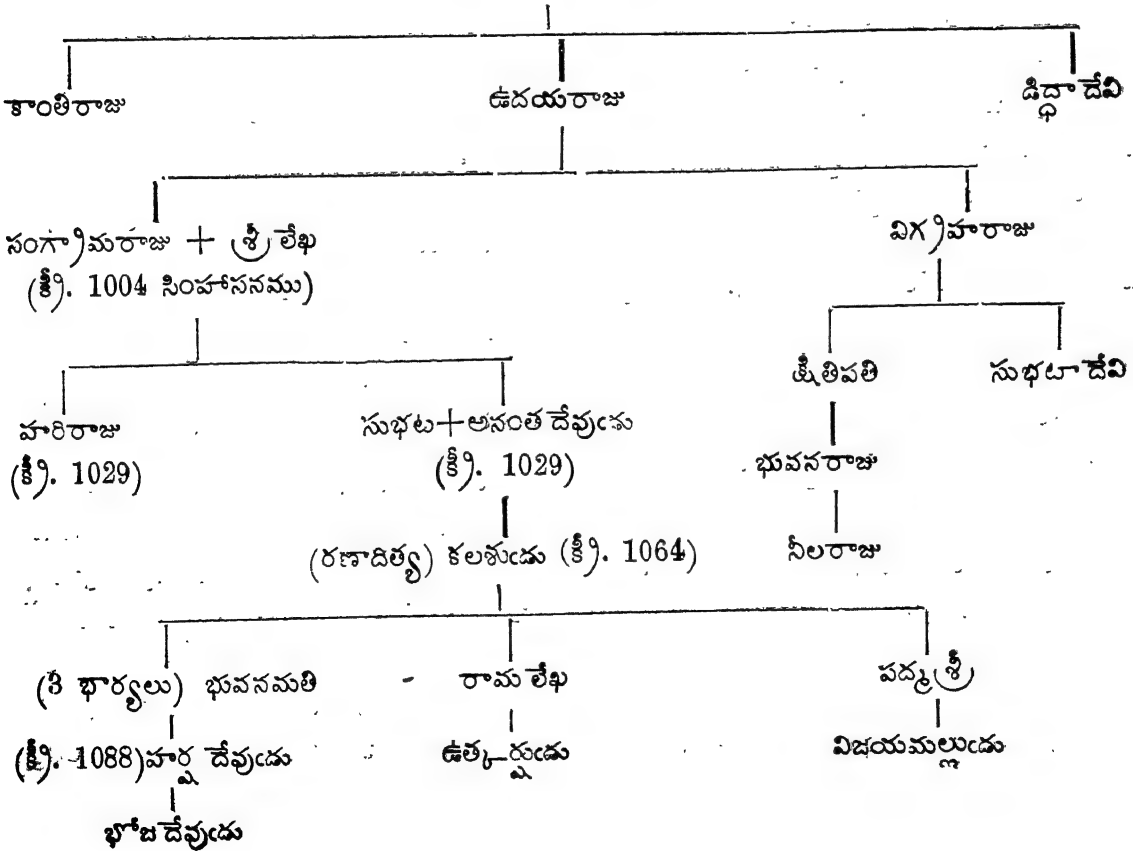 కాంతిరాజు ఉదయరాజు డిద్ధాదేవి
సంగ్రామరాజు + శ్రీలేఖ విగ్రహరాజు
(క్రీ. 1004 సింహాసనము)
క్షితిపతి సుభటాదేవి
హరిరాజు సుభట+అనంతదేవుఁడు
(క్రీ. 1029) (క్రీ. 1029) భువనరాజు
(రణాదిత్య) కలశుఁడు (క్రీ. 1064) నీలరాజు
(3 భార్యలు) భువనమతి - రామలేఖ పద్మశ్రీ
(క్రీ. 1088)హర్ష దేవుఁడు ఉత్కర్షుఁడు విజయమల్లుఁడు
భోజదేవుఁడు